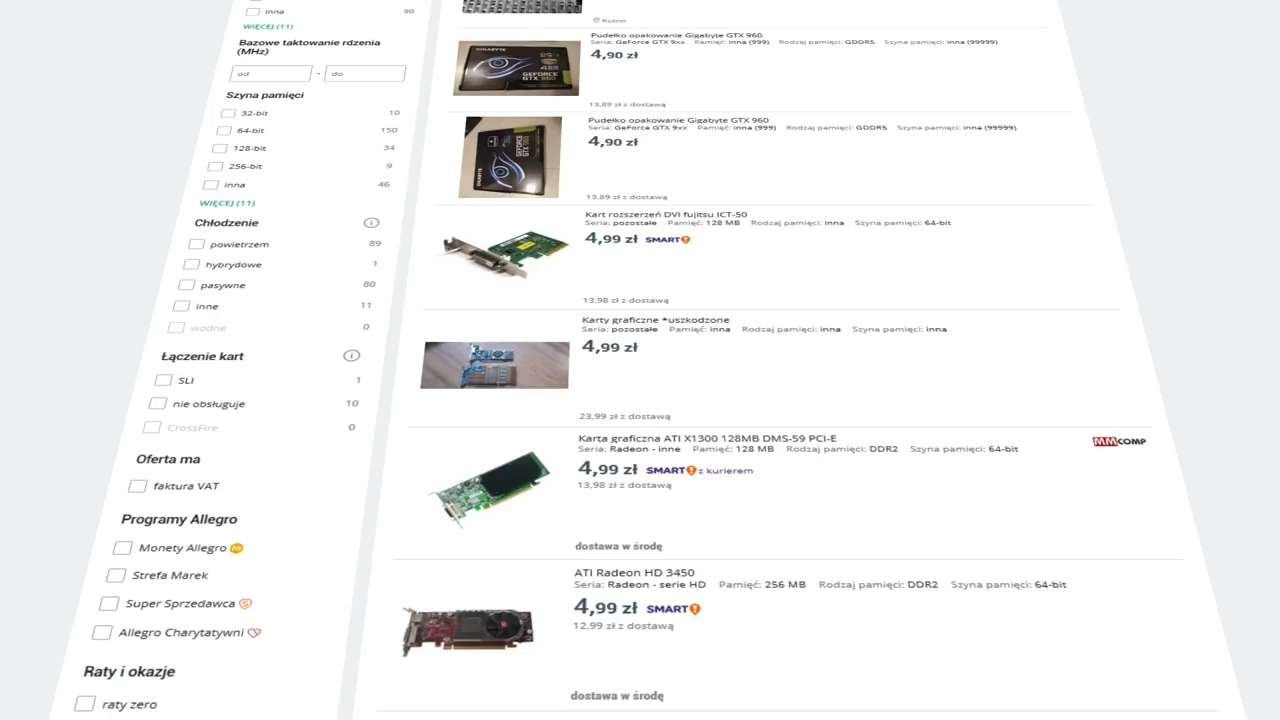 inna 90
WIĘCEJ (11)
Bazowe taktowanie rdzenia
(MHz)
od - do
Szyna pamięci
32-bit 10
64-bit 150
128-bit 34
256-bit 9
inna 46
WIĘCEJ (11)
Chłodzenie
powietrzem 89
hybrydowe 1
pasywne 80
inne 11
wodne 0
Łączenie kart
SLI 1
nie obsługuje 10
CrossFire 0
Oferta ma
faktura VAT
Programy Allegro
Monety Allegro
Strefa Marek
Super Sprzedawca
Allegro Charytatywni
Raty i okazje
raty zero
Kutno
Pudełko opakowanie Gigabyte GTX 960
Seria: GeForce GTX 9xx Pamięć: inna (999) Rodzaj pamięci: GDDR5 Szyna pamięci: inna (99999)
4,90 zł
13,89 zł z dostawą
GIGABYTE
GEFORCE
GTX 960
Pudełko opakowanie Gigabyte GTX 960
Seria: GeForce GTX 9xx Pamięć: inna (999) Rodzaj pamięci: GDDR5 Szyna pamięci: inna (99999)
4,90 zł
13,89 zł z dostawą
GIGABYTE
GEFORCE
GTX 960
Kart rozszerzeń DVI fujitsu ICT-50
Seria: pozostałe Pamięć: 128 MB Rodzaj pamięci: inna Szyna pamięci: 64-bit
4,99 zł SMART!
13,98 zł z dostawą
Karty graficzne *uszkodzone
Seria: pozostałe Pamięć: inna Rodzaj pamięci: inna Szyna pamięci: inna
4,99 zł
23,99 zł z dostawą
Karta graficzna ATI X1300 128MB DMS-59 PCI-E
MMCOMP
Seria: Radeon - inne Pamięć: 128 MB Rodzaj pamięci: DDR2 Szyna pamięci: 64-bit
4,99 zł SMART! z kurierem
13,98 zł z dostawą
dostawa w środę
ATI Radeon HD 3450
Seria: Radeon - serie HD Pamięć: 256 MB Rodzaj pamięci: DDR2 Szyna pamięci: 64-bit
4,99 zł SMART!
12,99 zł z dostawą
dostawa w środę